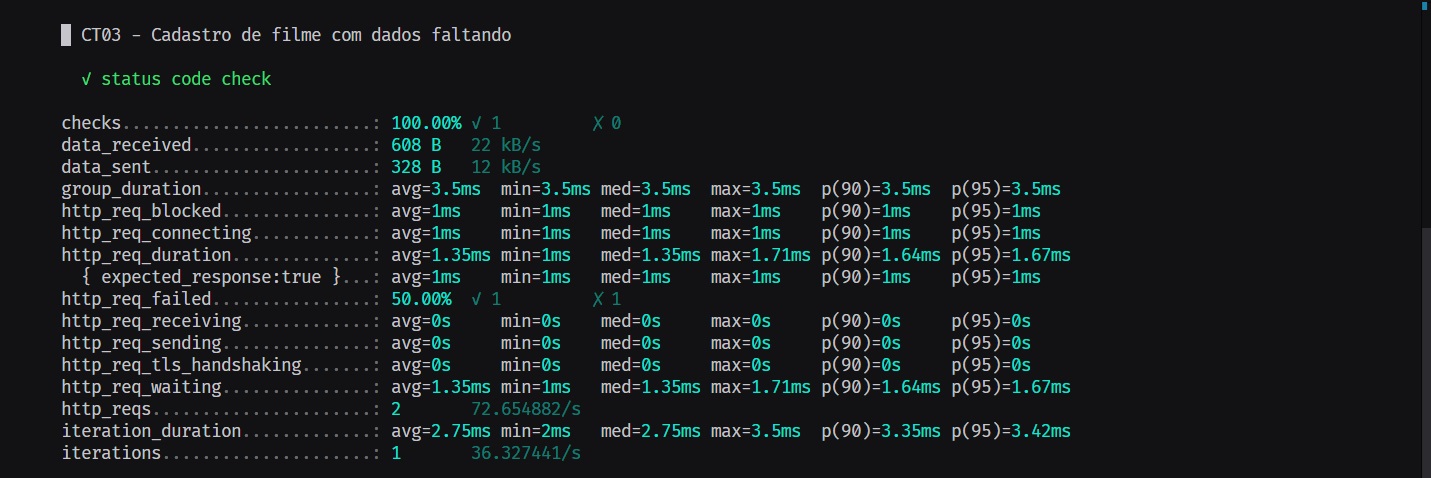 █ CT03 - Cadastro de filme com dados faltando
√ status code check
checks.........................: 100.00% √ 1 ✗ 0
data_received..................: 608 B 22 kB/s
data_sent......................: 328 B 12 kB/s
group_duration.................: avg=3.5ms min=3.5ms med=3.5ms max=3.5ms p(90)=3.5ms p(95)=3.5ms
http_req_blocked...............: avg=1ms min=1ms med=1ms max=1ms p(90)=1ms p(95)=1ms
http_req_connecting............: avg=1ms min=1ms med=1ms max=1ms p(90)=1ms p(95)=1ms
http_req_duration..............: avg=1.35ms min=1ms med=1.35ms max=1.71ms p(90)=1.64ms p(95)=1.67ms
{ expected_response:true }...: avg=1ms min=1ms med=1ms max=1ms p(90)=1ms p(95)=1ms
http_req_failed................: 50.00% √ 1 ✗ 1
http_req_receiving.............: avg=0s min=0s med=0s max=0s p(90)=0s p(95)=0s
http_req_sending...............: avg=0s min=0s med=0s max=0s p(90)=0s p(95)=0s
http_req_tls_handshaking.......: avg=0s min=0s med=0s max=0s p(90)=0s p(95)=0s
http_req_waiting...............: avg=1.35ms min=1ms med=1.35ms max=1.71ms p(90)=1.64ms p(95)=1.67ms
http_reqs......................: 2 72.654882/s
iteration_duration.............: avg=2.75ms min=2ms med=2.75ms max=3.5ms p(90)=3.35ms p(95)=3.42ms
iterations.....................: 1 36.327441/s